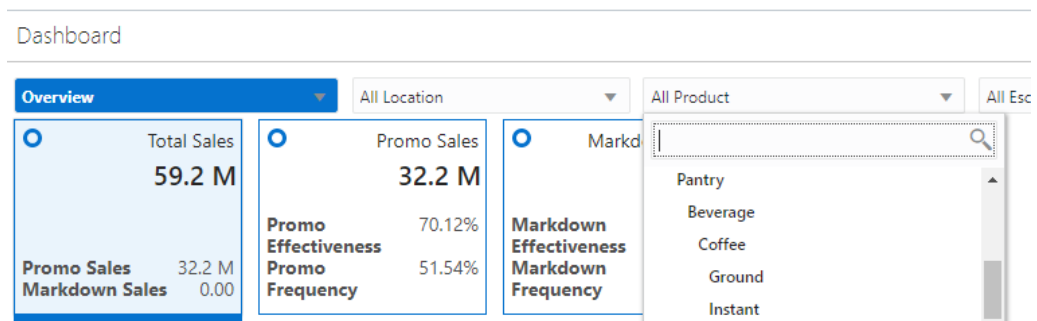 Dashboard
Overview
All Location
All Product
All Esc
Total Sales
59.2 M
Promo Sales 32.2 M
Markdown Sales 0.00
Promo Sales
32.2 M
Promo Effectiveness 70.12%
Promo Frequency 51.54%
Markd
Markdown Effectiveness
Markdown Frequency
Pantry
Beverage
Coffee
Ground
Instant